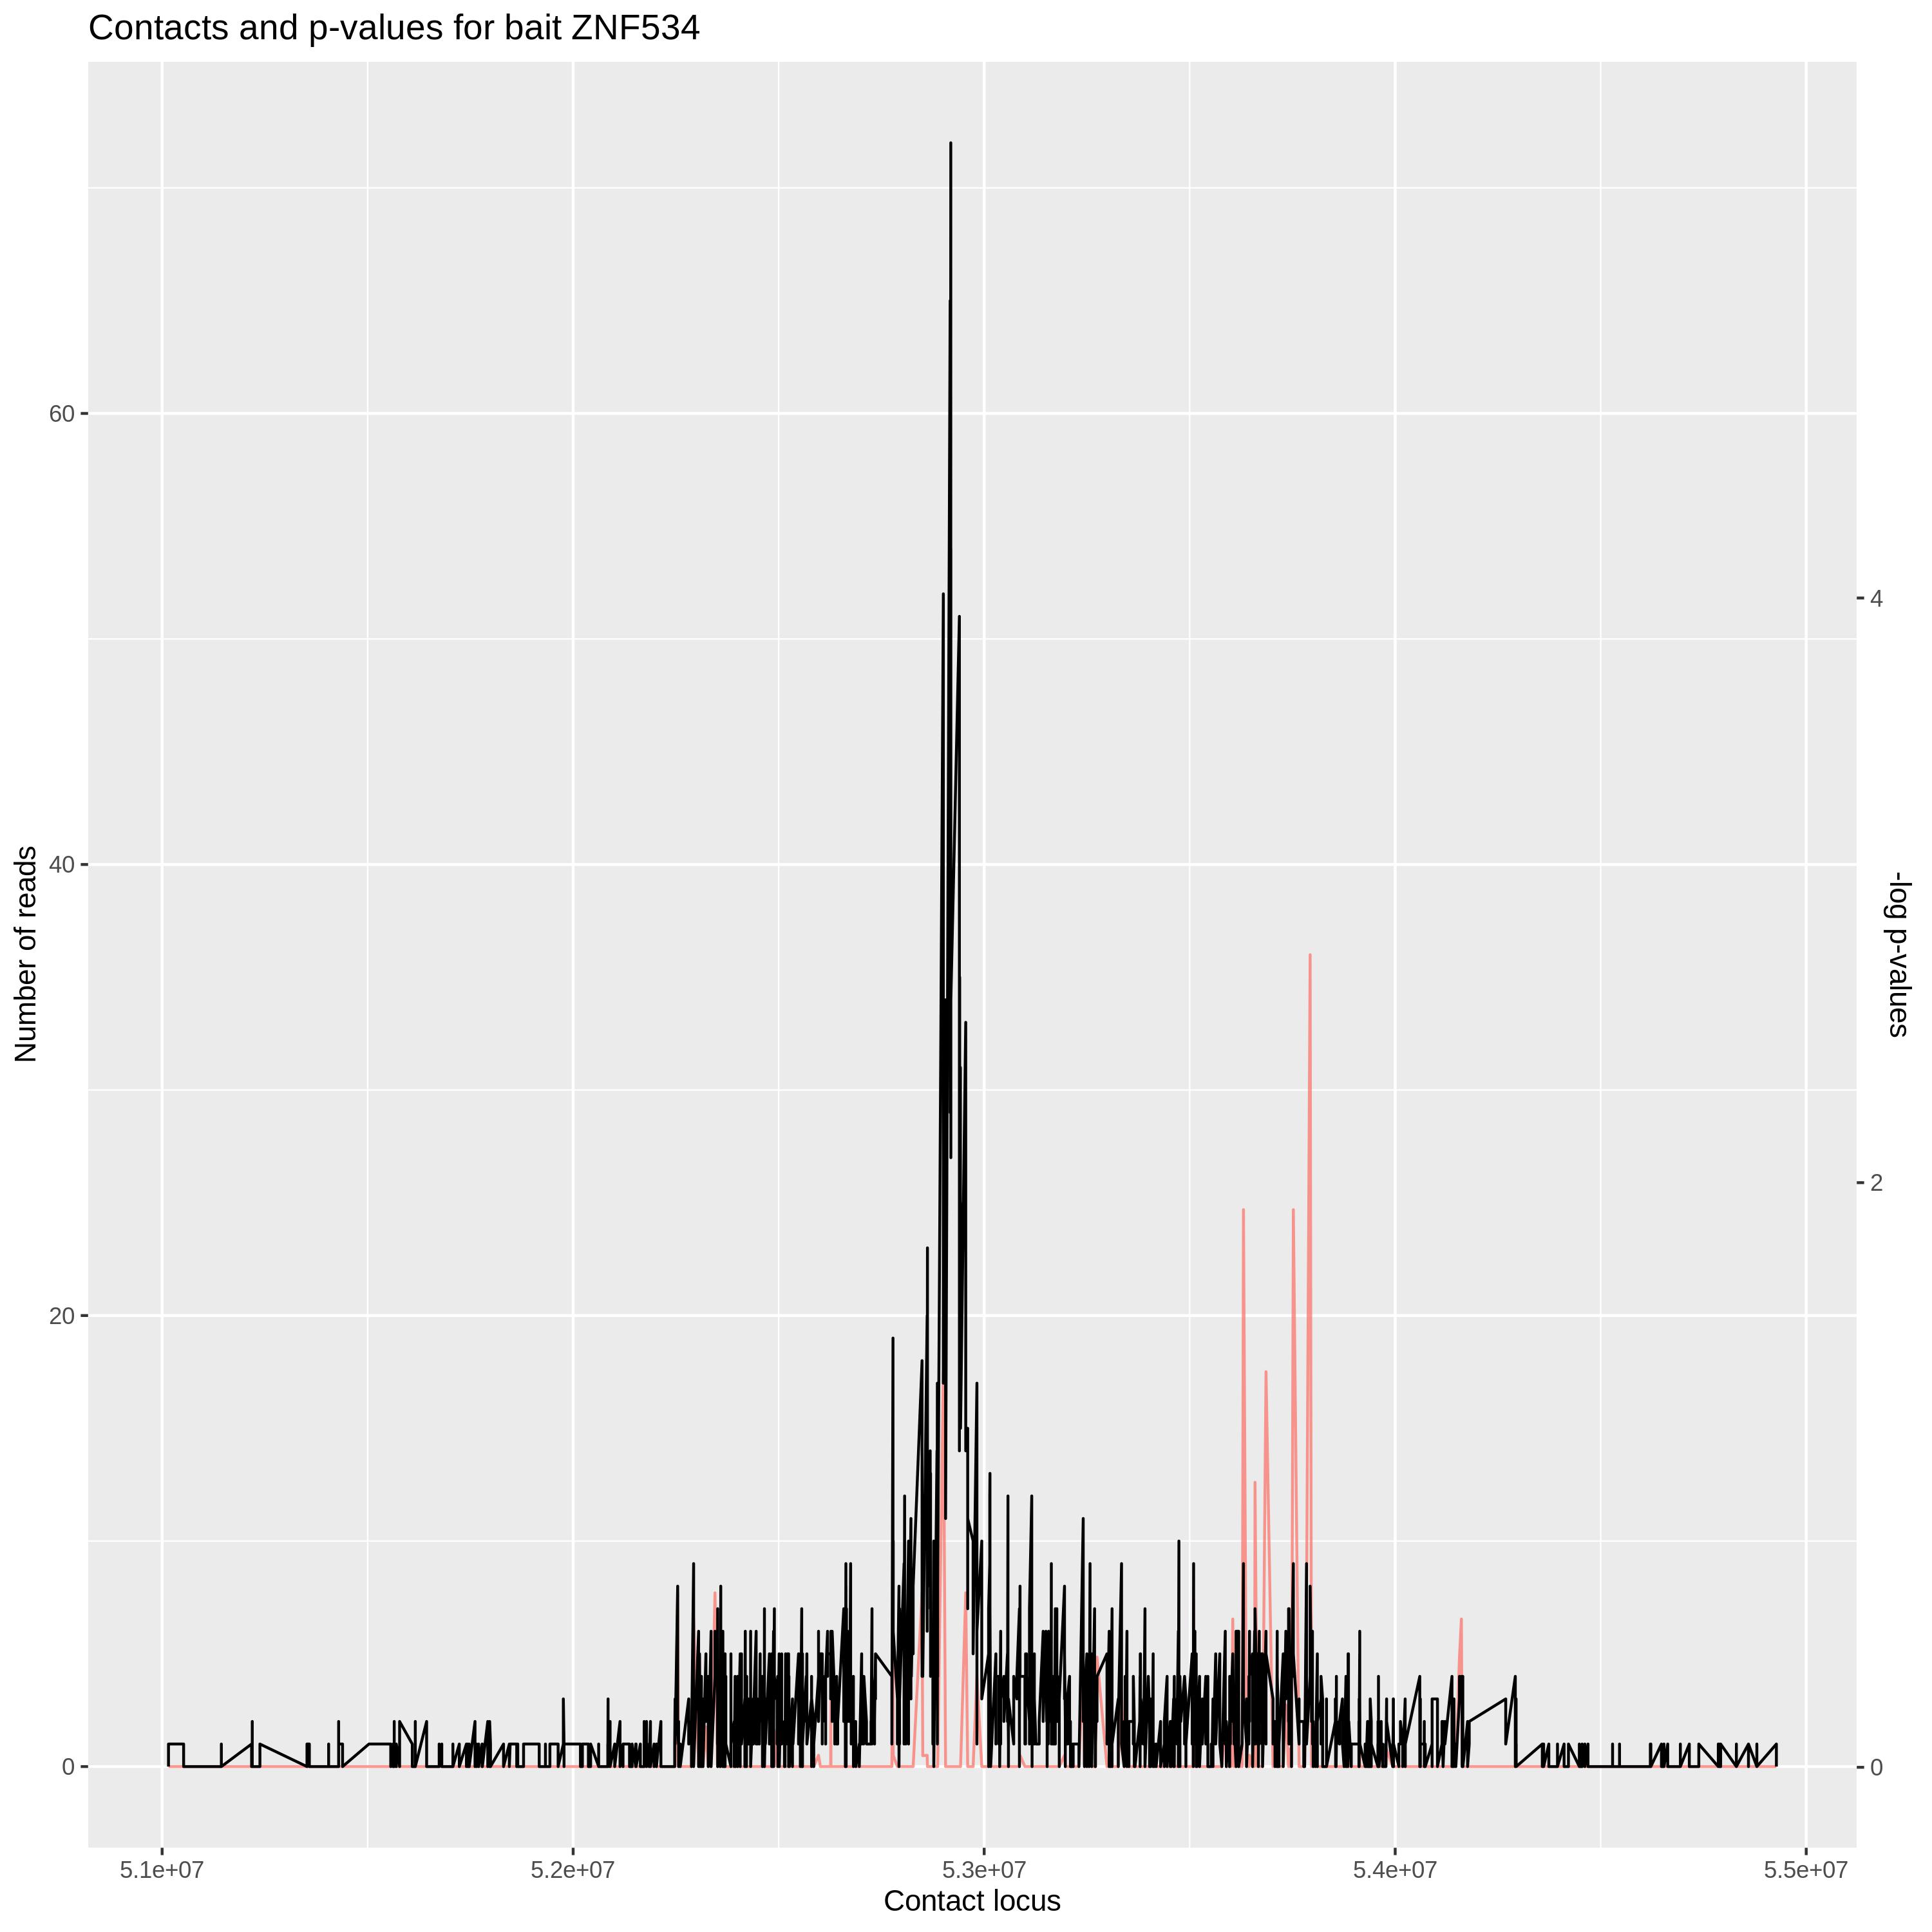 Contacts and p-values for bait ZNF534
60
40
20
0
Number of reads
4
2
0
-log p-values
5.1e+07 5.2e+07 5.3e+07 5.4e+07 5.5e+07
Contact locus